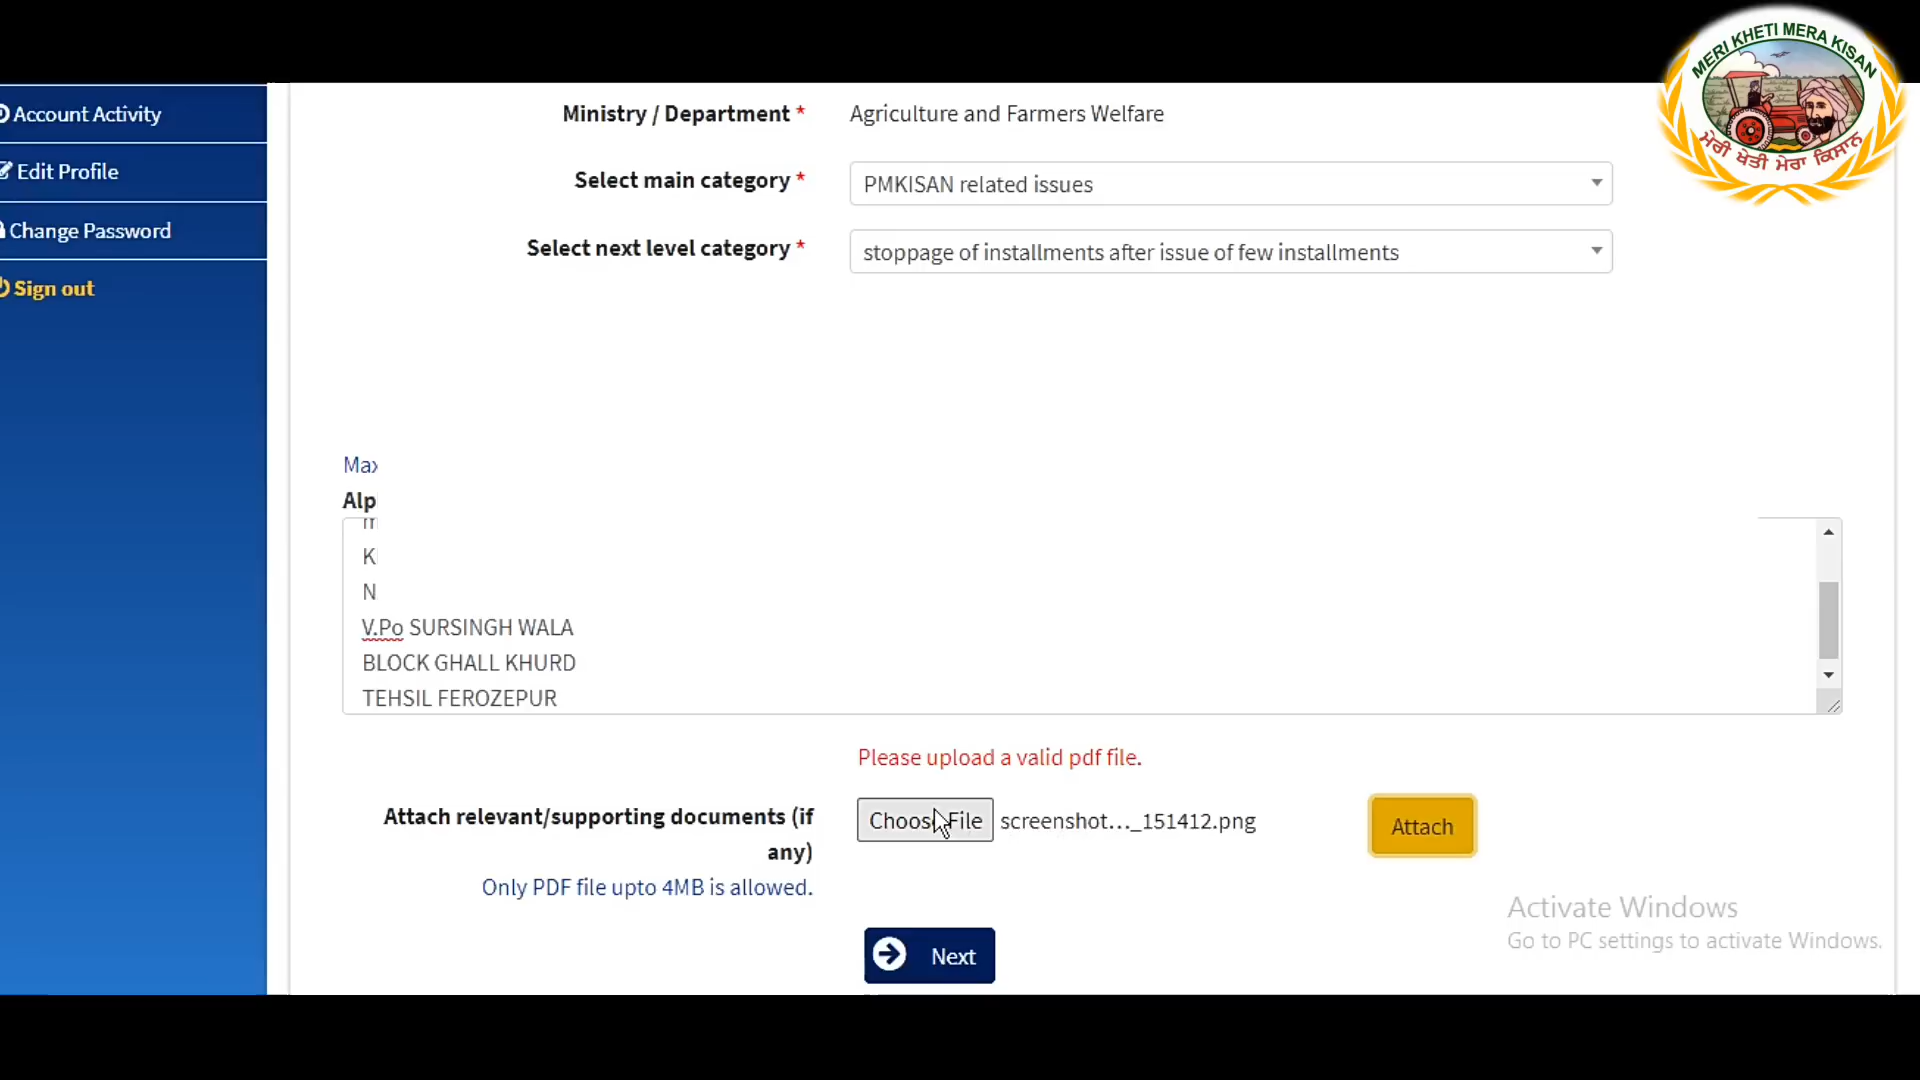 MERI KHETI MERA KISAN
ਮੇਰੀ ਖੇਤੀ ਮੇਰਾ ਕਿਸਾਨ
Account Activity
Edit Profile
Change Password
Sign out
Ministry / Department * Agriculture and Farmers Welfare
Select main category * PMKISAN related issues
Select next level category * stoppage of installments after issue of few installments
Max
Alp
K
N
V.Po SURSINGH WALA
BLOCK GHALL KHURD
TEHSIL FEROZEPUR
Please upload a valid pdf file.
Attach relevant/supporting documents (if
any)
Choose File screenshot..._151412.png
Attach
Only PDF file upto 4MB is allowed.
Next
Activate Windows
Go to PC settings to activate Windows.